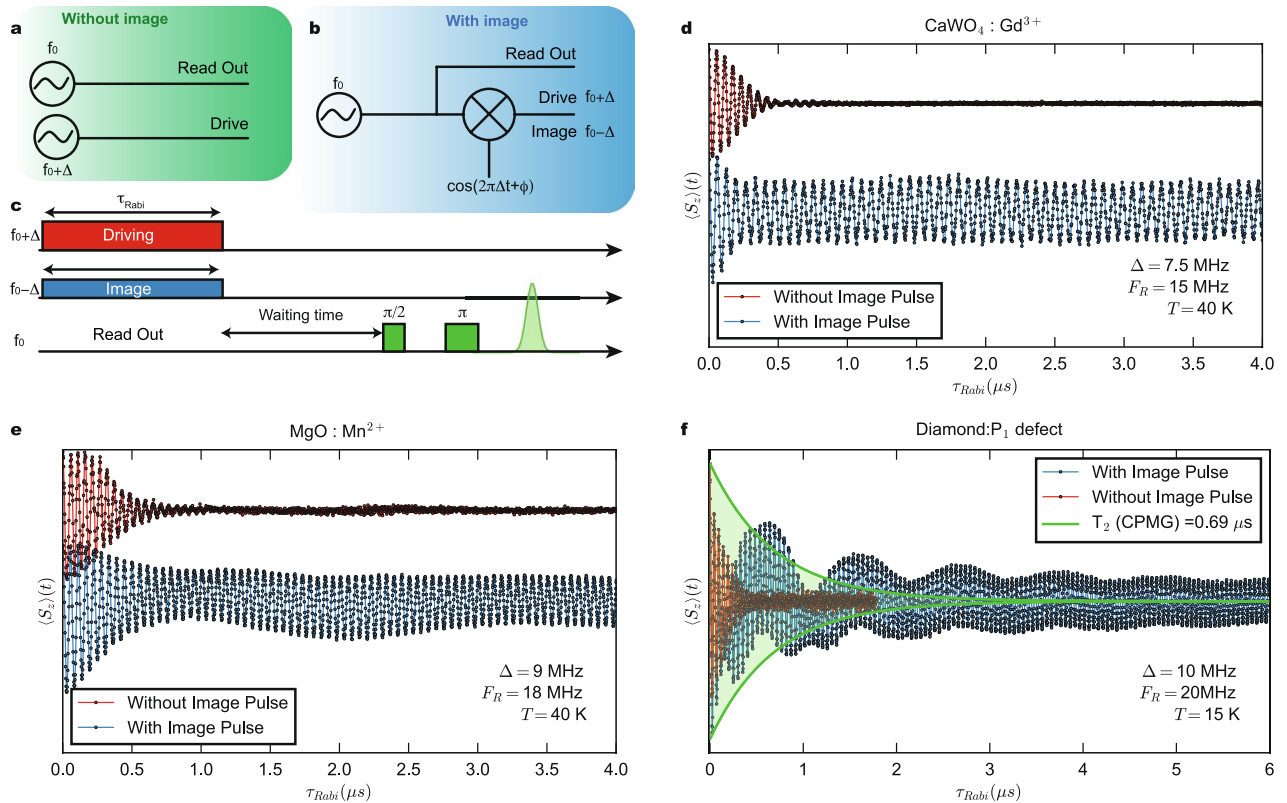 Without image
a
f₀
Read Out
Drive
f₀+Δ
With image
b
f₀
Read Out
Drive f₀+Δ
Image f₀−Δ
cos(2πΔt+ϕ)
c
τRabi
f₀+Δ
Driving
f₀−Δ
Image
Waiting time
π/2
π
f₀
Read Out
d
CaWO₄ : Gd³⁺
⟨Sz⟩(t)
Δ = 7.5 MHz
FR = 15 MHz
T = 40 K
Without Image Pulse
With Image Pulse
0.0 0.5 1.0 1.5 2.0 2.5 3.0 3.5 4.0
τRabi(μs)
e
MgO : Mn²⁺
⟨Sz⟩(t)
Δ = 9 MHz
FR = 18 MHz
T = 40 K
Without Image Pulse
With Image Pulse
0.0 0.5 1.0 1.5 2.0 2.5 3.0 3.5 4.0
τRabi(μs)
f
Diamond:P₁ defect
With Image Pulse
Without Image Pulse
T₂ (CPMG) =0.69 μs
⟨Sz⟩(t)
Δ = 10 MHz
FR = 20MHz
T = 15 K
0 1 2 3 4 5 6
τRabi(μs)